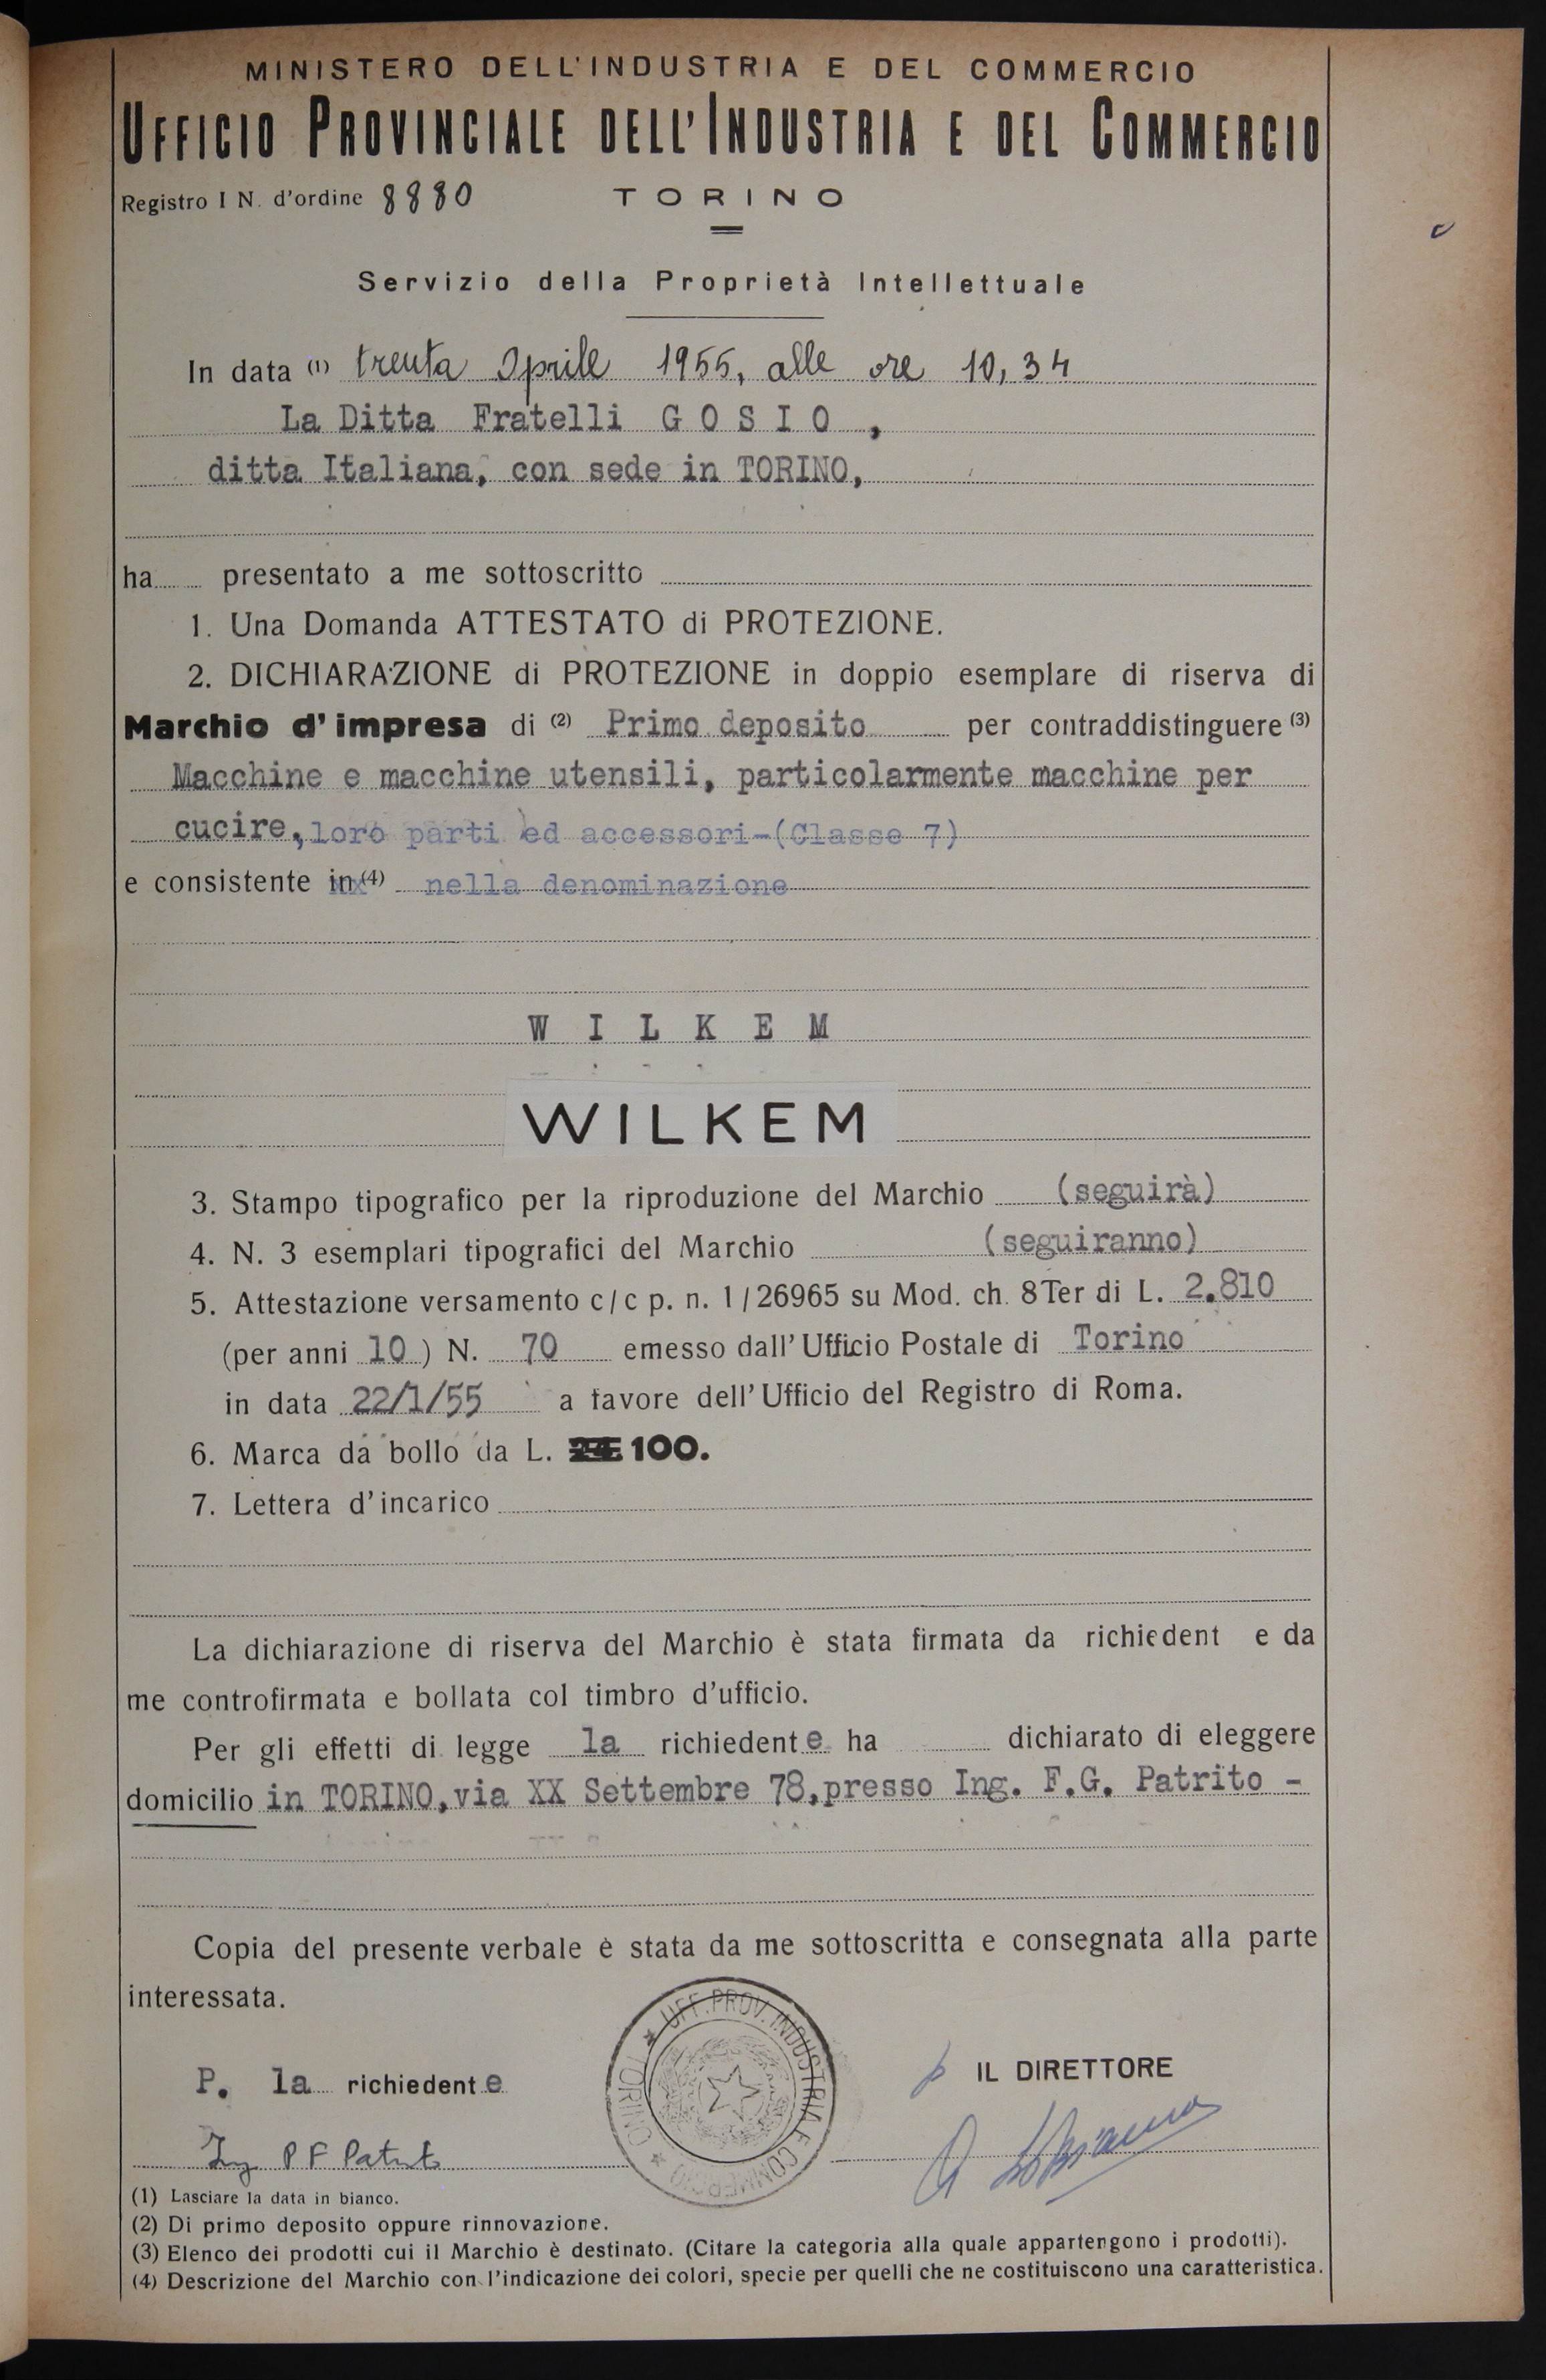 MINISTERO DELL'INDUSTRIA E DEL COMMERCIO
UFFICIO PROVINCIALE DELL'INDUSTRIA E DEL COMMERCIO
Registro I N. d'ordine 8880 TORINO
Servizio della Proprietà Intellettuale
In data (1) trenta Aprile 1955, alle ore 10,34
La Ditta Fratelli G O S I O ,
ditta Italiana, con sede in TORINO,
ha presentato a me sottoscritto
1. Una Domanda ATTESTATO di PROTEZIONE.
2. DICHIARAZIONE di PROTEZIONE in doppio esemplare di riserva di
Marchio d'impresa di (2) Primo deposito per contraddistinguere (3)
Macchine e macchine utensili, particolarmente macchine per
cucire, loro parti ed accessori-(Classe 7)
e consistente in (4) nella denominazione
W I L K E M
WILKEM
3. Stampo tipografico per la riproduzione del Marchio (seguirà)
4. N. 3 esemplari tipografici del Marchio (seguiranno)
5. Attestazione versamento c/c p. n. 1/26965 su Mod. ch. 8 Ter di L. 2.810
(per anni 10 ) N. 70 emesso dall'Ufficio Postale di Torino
in data 22/1/55 a favore dell'Ufficio del Registro di Roma.
6. Marca da bollo da L. 24 100.
7. Lettera d'incarico
La dichiarazione di riserva del Marchio è stata firmata da richiedent e da
me controfirmata e bollata col timbro d'ufficio.
Per gli effetti di legge la richiedente ha dichiarato di eleggere
domicilio in TORINO, via XX Settembre 78, presso Ing. F.G. Patrito -
Copia del presente verbale è stata da me sottoscritta e consegnata alla parte
interessata.
UFF. PROV. INDUSTRIA E COMMERCIO * TORINO *
P. la richiedente
p IL DIRETTORE
Ing P F Patrito
(1) Lasciare la data in bianco.
(2) Di primo deposito oppure rinnovazione.
(3) Elenco dei prodotti cui il Marchio è destinato. (Citare la categoria alla quale appartengono i prodotti).
(4) Descrizione del Marchio con l'indicazione dei colori, specie per quelli che ne costituiscono una caratteristica.